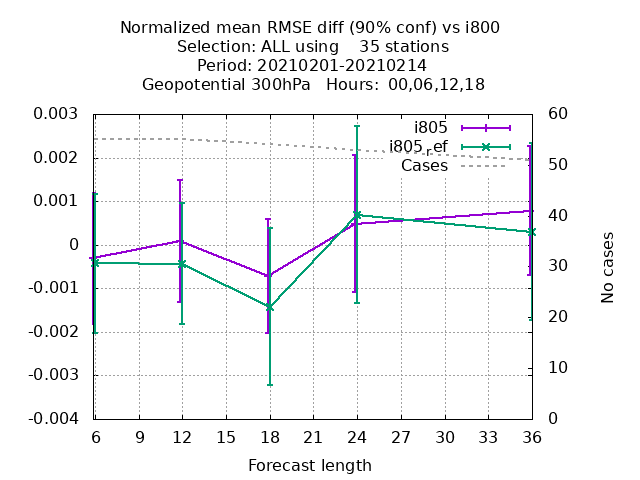 Normalized mean RMSE diff (90% conf) vs i800
Selection: ALL using    35 stations
Period: 20210201-20210214
Geopotential 300hPa   Hours:  00,06,12,18
0.003
0.002
0.001
0
-0.001
-0.002
-0.003
-0.004
60
50
40
30
20
10
0
i805
i805_ref
Cases
No cases
6 9 12 15 18 21 24 27 30 33 36
Forecast length